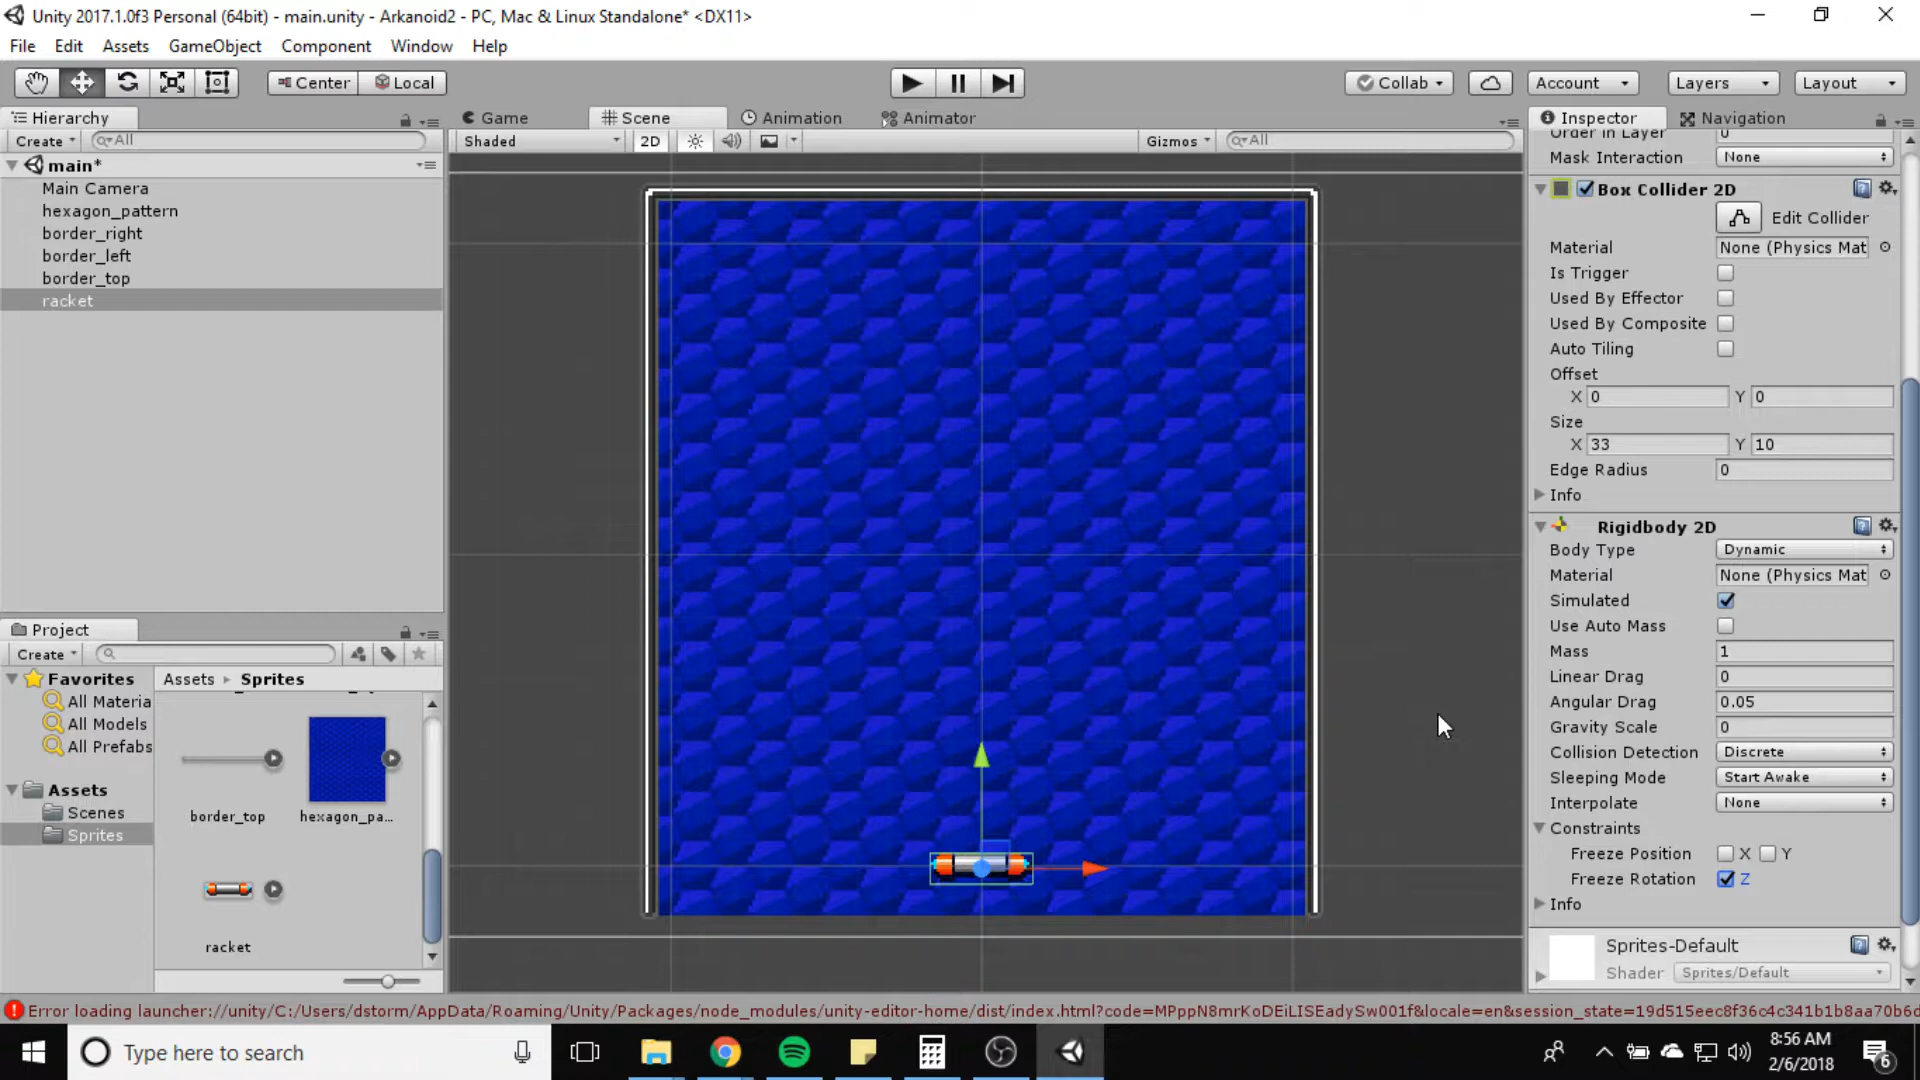 Unity 2017.1.0f3 Personal (64bit) - main.unity - Arkanoid2 - PC, Mac & Linux Standalone* <DX11>
File Edit Assets GameObject Component Window Help
Center Local Collab Account Layers Layout
Hierarchy
Create All
main*
Main Camera
hexagon_pattern
border_right
border_left
border_top
racket
Game Scene Animation Animator
Shaded 2D Gizmos All
Inspector Navigation
Order in Layer 0
Mask Interaction None
Box Collider 2D
Edit Collider
Material None (Physics Mat
Is Trigger
Used By Effector
Used By Composite
Auto Tiling
Offset
X 0 Y 0
Size
X 33 Y 10
Edge Radius 0
Info
Rigidbody 2D
Body Type Dynamic
Material None (Physics Mat
Simulated
Use Auto Mass
Mass 1
Linear Drag 0
Angular Drag 0.05
Gravity Scale 0
Collision Detection Discrete
Sleeping Mode Start Awake
Interpolate None
Constraints
Freeze Position X Y
Freeze Rotation Z
Info
Sprites-Default
Shader Sprites/Default
Project
Create
Favorites
All Materia
All Models
All Prefabs
Assets
Scenes
Sprites
Assets Sprites
border_top hexagon_pa...
racket
Error loading launcher://unity/C:/Users/dstorm/AppData/Roaming/Unity/Packages/node_modules/unity-editor-home/dist/index.html?code=MPppN8mrKoDEiLISEadySw001f&locale=en&session_state=19d515eec8f36c4c341b1b8aa70b6d
Type here to search
8:56 AM
2/6/2018
6